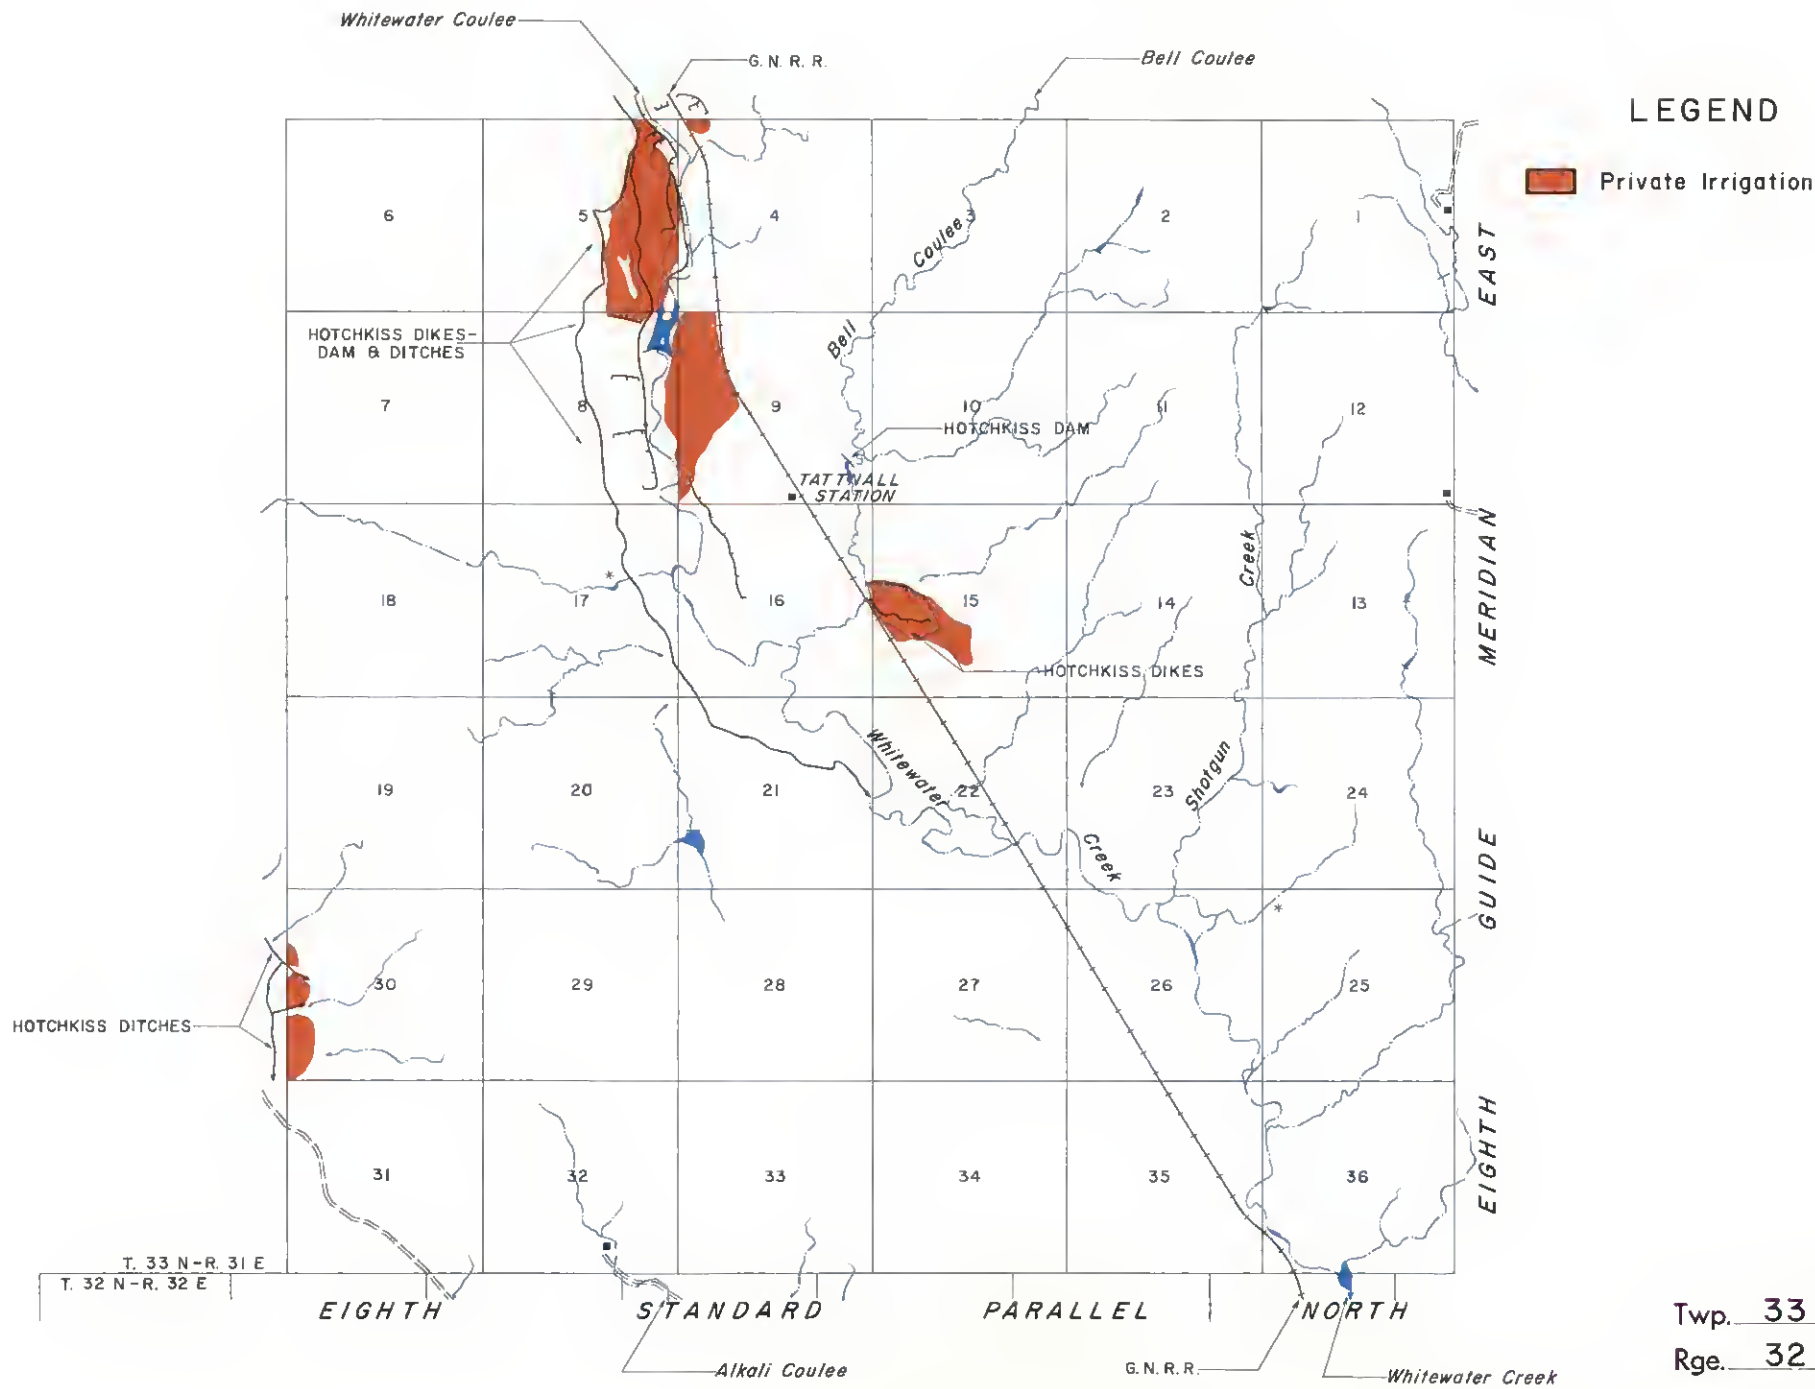 Whitewater Coulee
G. N. R. R.
Bell Coulee
LEGEND
Private Irrigation
6
5
4
3
2
1
Bell Coulee
EAST
HOTCHKISS DIKES-
DAM & DITCHES
7
8
9
10
11
12
HOTCHKISS DAM
TATTNALL
STATION
MERIDIAN
18
17
16
15
14
13
Creek
HOTCHKISS DIKES
19
20
21
22
23
24
Whitewater
Creek
Shotgun
GUIDE
30
29
28
27
26
25
HOTCHKISS DITCHES
31
32
33
34
35
36
EIGHTH
T. 33 N-R. 31 E
T. 32 N-R. 32 E
EIGHTH STANDARD PARALLEL NORTH
Alkali Coulee
G.N.R.R.
Whitewater Creek
Twp. 33
Rge. 32